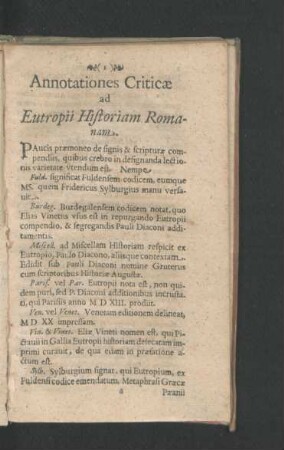 1
Annotationes Criticæ
ad
Eutropii Historiam Roma-
nam.
PAucis præmoneo de signis & scripturæ com-
pendiis, quibus crebro in designanda lectio-
nis varietate utendum est. Nempe
Fuld. significat Fuldensem codicem, eumque
MS. quem Fridericus Sylburgius manu versa-
vit.
Burdeg. Burdegalensem codicem notat, quo
Elias Vinetus usus est in repurgando Eutropii
compendio, & segregandis Pauli Diaconi addi-
tamentis.
ad Miscellam Historiam respicit ex
Eutropio, Paulo Diacono, aliisque contextam.
Edidit sub Pauli Diaconi nomine Gruterus
cum scriptoribus Historiæ Augustæ.
Paris. vel Par. Eutropii nota est, non qui-
dem puri, sed P. Diaconi additionibus incrusta-
ti, qui Parisiis anno M D XIII. prodiit.
Ven. vel Venet. Venetam editionem delineat,
M D XX impressam.
Vin. & Vinet. Eliæ Vineti nomen est, qui Pi-
ctavii in Gallia Eutropii historiam defæcatam im-
primi curavit, de qua etiam in præfatione a-
ctum est.
Sylb. Sylburgium signat, qui Eutropium, ex
Fuldensi codice emendatum, Metaphrasi Græca
a Pæanii